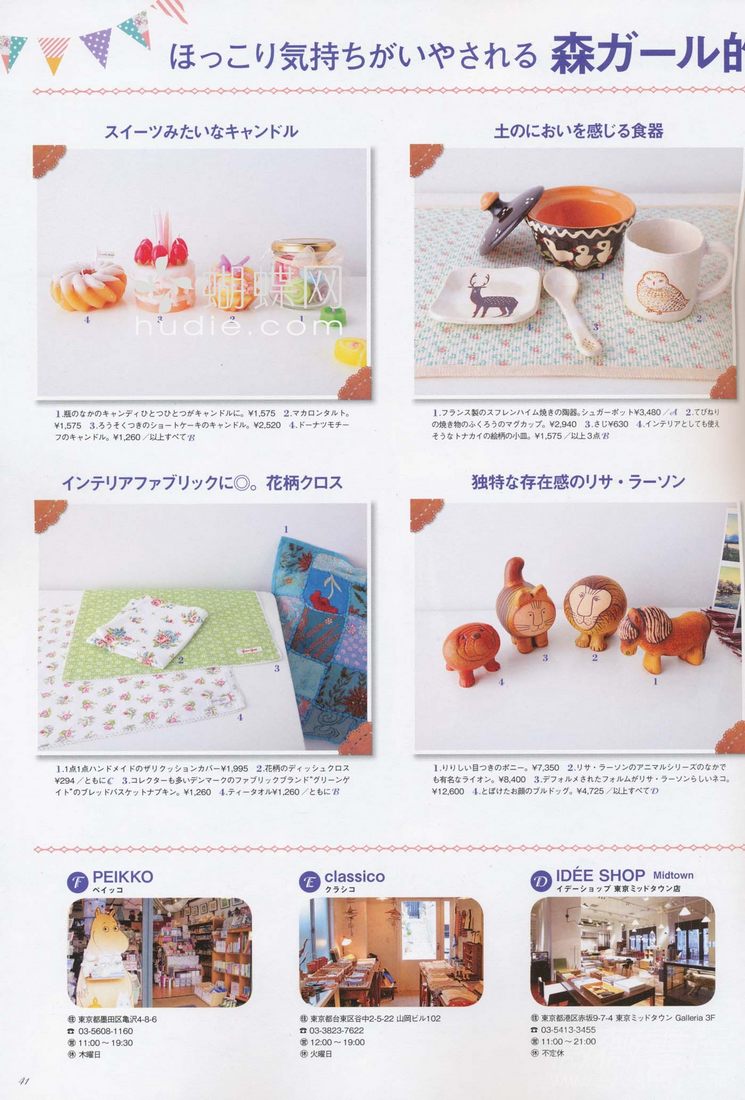 ほっこり気持ちがいやされる 森ガール的
スイーツみたいなキャンドル
4
3
2
1
蝴蝶网
hudie.com
1.瓶のなかのキャンディひとつひとつがキャンドルに。¥1,575 2.マカロンタルト。
¥1,575 3.ろうそくつきのショートケーキのキャンドル。¥2,520 4.ドーナツモチー
フのキャンドル。¥1,260/以上すべてB
土のにおいを感じる食器
1
2
3
4
1.フランス製のスフレンハイム焼きの陶器。シュガーポット¥3,480/A 2.てびねり
の焼き物のふくろうのマグカップ。¥2,940 3.さじ¥630 4.インテリアとしても使え
そうなトナカイの絵柄の小皿。¥1,575/以上3点B
インテリアファブリックに◎。花柄クロス
1
2
3
4
1.1点1点ハンドメイドのザリクッションカバー¥1,995 2.花柄のディッシュクロス
¥294/ともにC 3.コレクターも多いデンマークのファブリックブランド"グリーンゲ
イト"のブレッドバスケットナプキン。¥1,260 4.ティータオル¥1,260/ともにB
独特な存在感のリサ・ラーソン
4
3
2
1
1.りりしい目つきのポニー。¥7,350 2.リサ・ラーソンのアニマルシリーズのなかで
も有名なライオン。¥8,400 3.デフォルメされたフォルムがリサ・ラーソンらしいネコ。
¥12,600 4.とぼけたお顔のブルドッグ。¥4,725/以上すべてD
F PEIKKO
ペイッコ
住 東京都墨田区亀沢4-8-6
☎ 03-5608-1160
営 11:00〜19:30
休 木曜日
E classico
クラシコ
住 東京都台東区谷中2-5-22 山岡ビル102
☎ 03-3823-7622
営 12:00〜19:00
休 火曜日
D IDÉE SHOP Midtown
イデーショップ 東京ミッドタウン店
住 東京都港区赤坂9-7-4 東京ミッドタウン Galleria 3F
☎ 03-5413-3455
営 11:00〜21:00
休 不定休
41